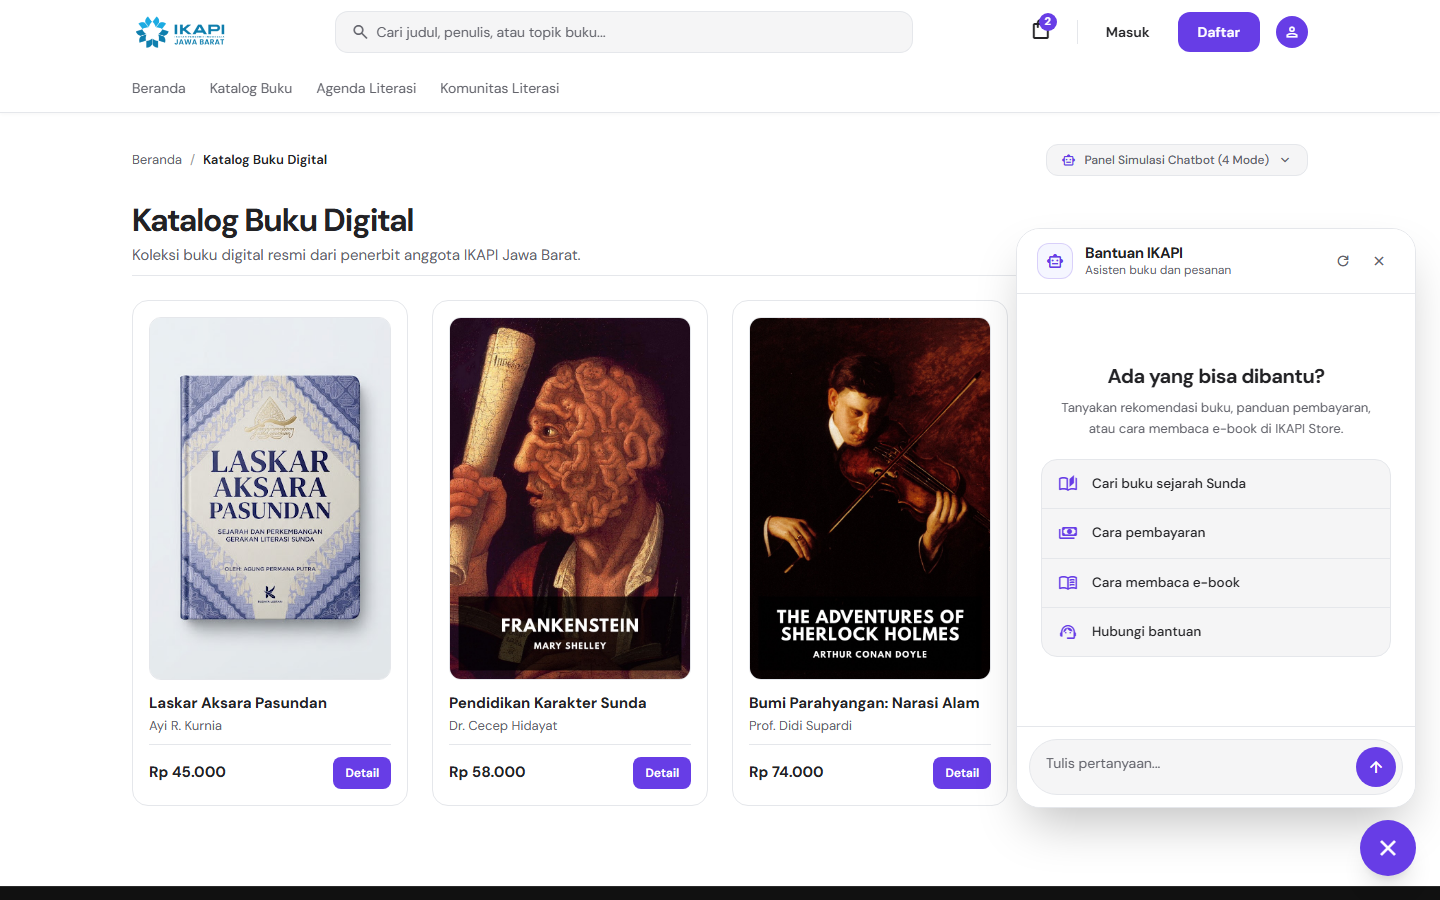 IKAPI
JAWA BARAT
Cari judul, penulis, atau topik buku...
2
Masuk
Daftar
Beranda
Katalog Buku
Agenda Literasi
Komunitas Literasi
Beranda / Katalog Buku Digital
Panel Simulasi Chatbot (4 Mode)
Katalog Buku Digital
Koleksi buku digital resmi dari penerbit anggota IKAPI Jawa Barat.
LASKAR
AKSARA
PASUNDAN
SEJARAH DAN PERKEMBANGAN
GERAKAN LITERASI SUNDA
OLEH: AGUNG PERMANA PUTRA
Laskar Aksara Pasundan
Ayi R. Kurnia
Rp 45.000
Detail
FRANKENSTEIN
MARY SHELLEY
Pendidikan Karakter Sunda
Dr. Cecep Hidayat
Rp 58.000
Detail
THE ADVENTURES OF
SHERLOCK HOLMES
ARTHUR CONAN DOYLE
Bumi Parahyangan: Narasi Alam
Prof. Didi Supardi
Rp 74.000
Detail
Bantuan IKAPI
Asisten buku dan pesanan
Ada yang bisa dibantu?
Tanyakan rekomendasi buku, panduan pembayaran,
atau cara membaca e-book di IKAPI Store.
Cari buku sejarah Sunda
Cara pembayaran
Cara membaca e-book
Hubungi bantuan
Tulis pertanyaan...